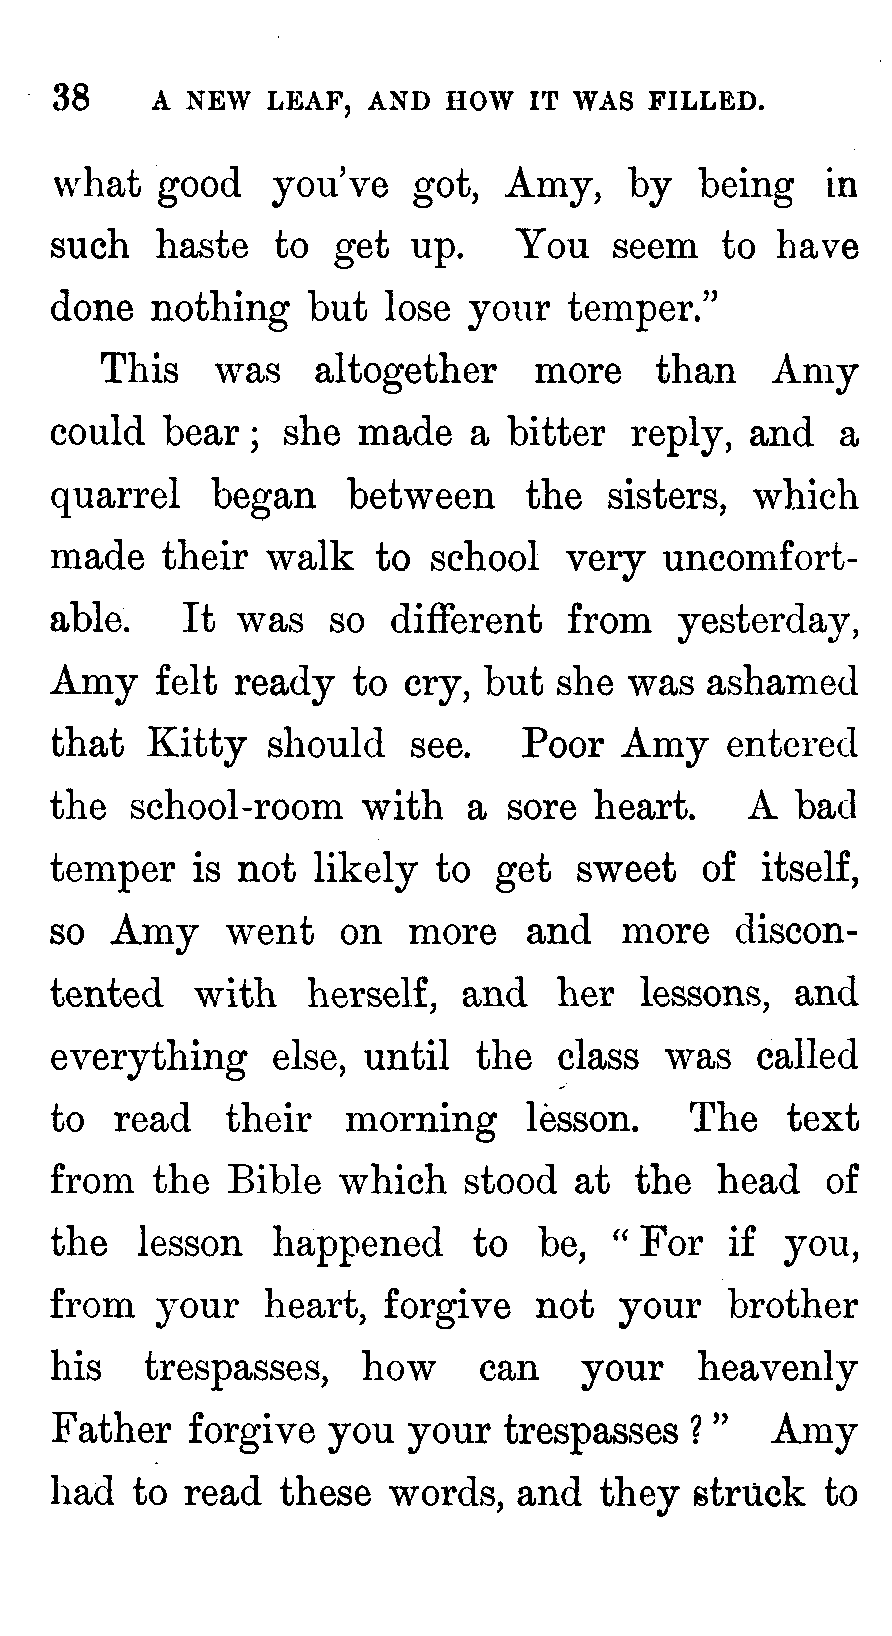 38 A NEW LEAF, AND HOW IT WAS FILLED.
what good you've got, Amy, by being in
such haste to get up. You seem to have
done nothing but lose your temper.”
This was altogether more than Amy
could bear ; she made a bitter reply, and a
quarrel began between the sisters, which
made their walk to school very uncomfort-
able. It was so different from yesterday,
Amy felt ready to cry, but she was ashamed
that Kitty should see. Poor Amy entered
the school-room with a sore heart. A bad
temper is not likely to get sweet of itself,
so Amy went on more and more discon-
tented with herself, and her lessons, and
everything else, until the class was called
to read their morning lesson. The text
from the Bible which stood at the head of
the lesson happened to be, “ For if you,
from your heart, forgive not your brother
his trespasses, how can your heavenly
Father forgive you your trespasses ? ” Amy
had to read these words, and they struck to